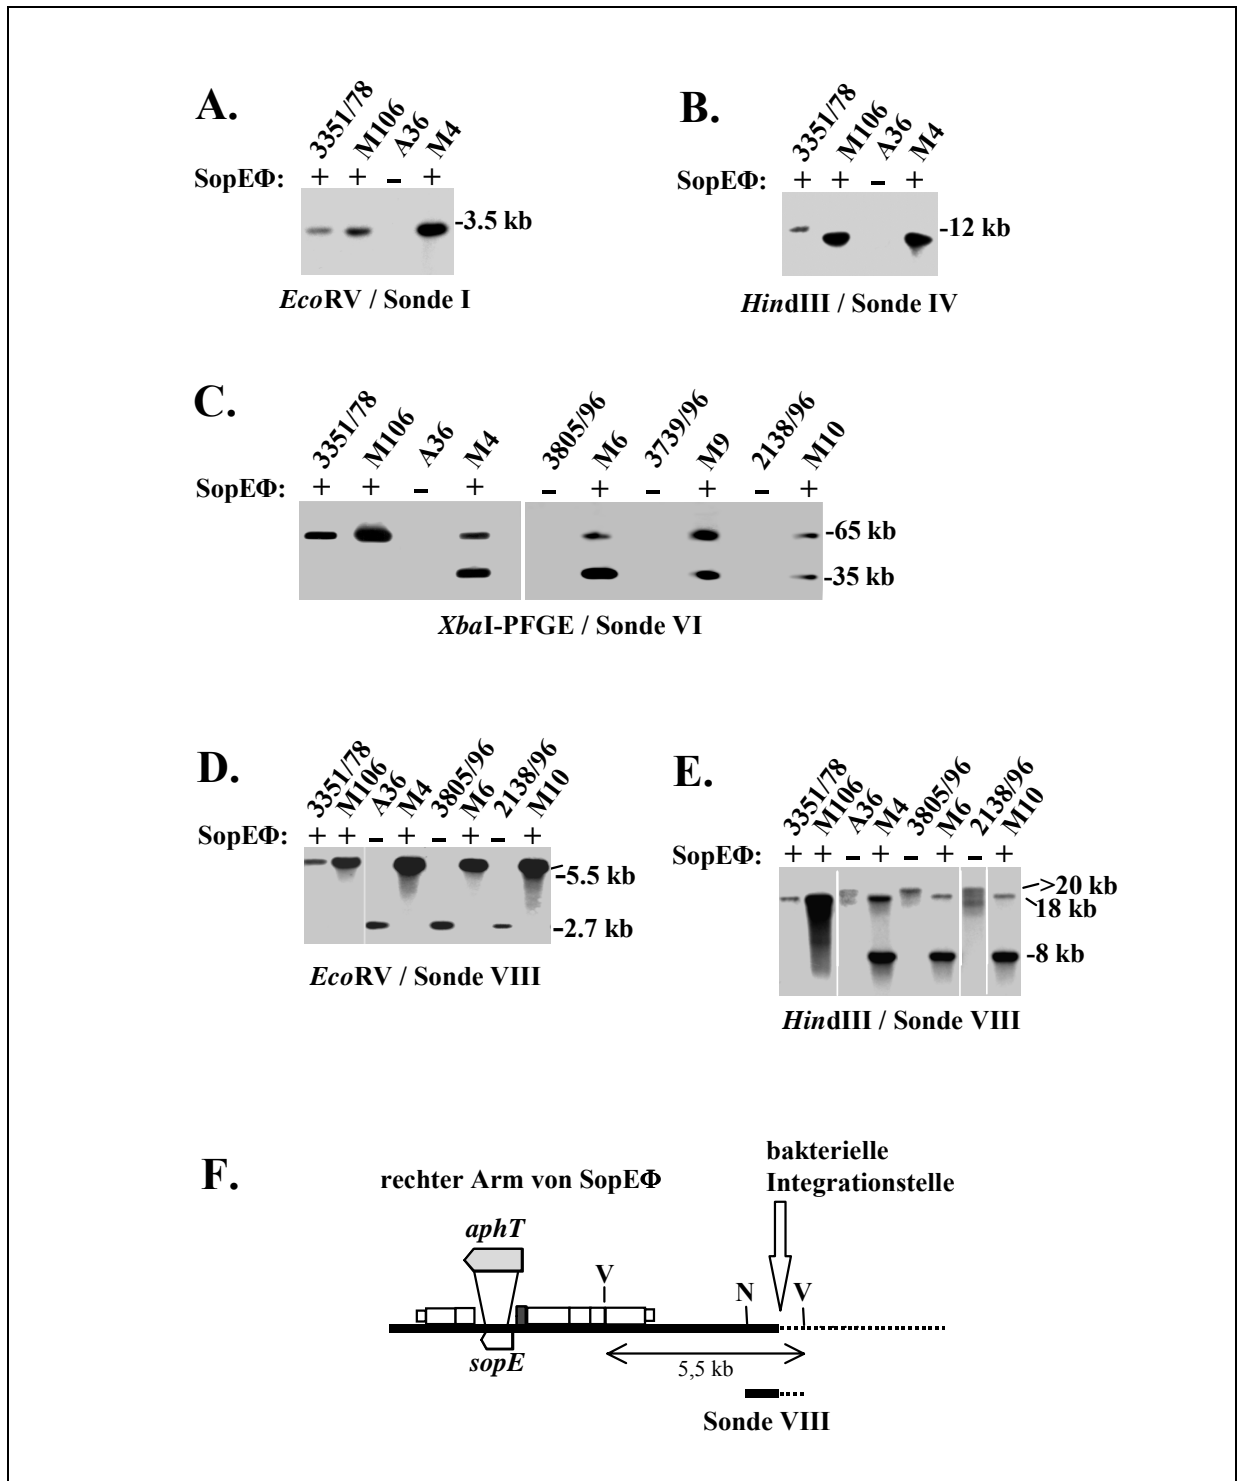 A.
3351/78 M106 A36 M4
SopEΦ: + + – +
-3.5 kb
EcoRV / Sonde I
B.
3351/78 M106 A36 M4
SopEΦ: + + – +
-12 kb
HindIII / Sonde IV
C.
3351/78 M106 A36 M4 3805/96 M6 3739/96 M9 2138/96 M10
SopEΦ: + + – + – + – + – +
-65 kb
-35 kb
XbaI-PFGE / Sonde VI
D.
3351/78 M106 A36 M4 3805/96 M6 2138/96 M10
SopEΦ: + + – + – + – +
-5.5 kb
-2.7 kb
EcoRV / Sonde VIII
E.
3351/78 M106 A36 M4 3805/96 M6 2138/96 M10
SopEΦ: + + – + – + – +
>20 kb
18 kb
-8 kb
HindIII / Sonde VIII
F.
rechter Arm von SopEΦ
bakterielle
Integrationstelle
aphT
V
N V
sopE
5,5 kb
Sonde VIII